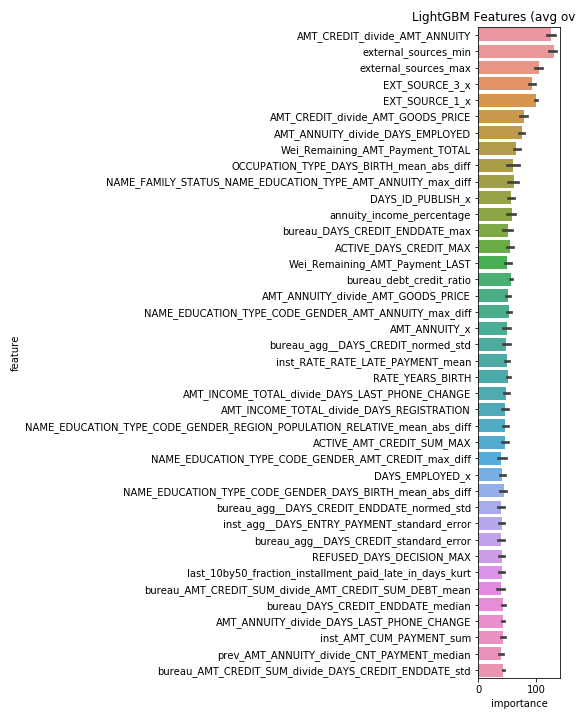 LightGBM Features (avg ov
AMT_CREDIT_divide_AMT_ANNUITY
external_sources_min
external_sources_max
EXT_SOURCE_3_x
EXT_SOURCE_1_x
AMT_CREDIT_divide_AMT_GOODS_PRICE
AMT_ANNUITY_divide_DAYS_EMPLOYED
Wei_Remaining_AMT_Payment_TOTAL
OCCUPATION_TYPE_DAYS_BIRTH_mean_abs_diff
NAME_FAMILY_STATUS_NAME_EDUCATION_TYPE_AMT_ANNUITY_max_diff
DAYS_ID_PUBLISH_x
annuity_income_percentage
bureau_DAYS_CREDIT_ENDDATE_max
ACTIVE_DAYS_CREDIT_MAX
Wei_Remaining_AMT_Payment_LAST
bureau_debt_credit_ratio
AMT_ANNUITY_divide_AMT_GOODS_PRICE
NAME_EDUCATION_TYPE_CODE_GENDER_AMT_ANNUITY_max_diff
AMT_ANNUITY_x
bureau_agg__DAYS_CREDIT_normed_std
inst_RATE_RATE_LATE_PAYMENT_mean
RATE_YEARS_BIRTH
AMT_INCOME_TOTAL_divide_DAYS_LAST_PHONE_CHANGE
AMT_INCOME_TOTAL_divide_DAYS_REGISTRATION
NAME_EDUCATION_TYPE_CODE_GENDER_REGION_POPULATION_RELATIVE_mean_abs_diff
ACTIVE_AMT_CREDIT_SUM_MAX
NAME_EDUCATION_TYPE_CODE_GENDER_AMT_CREDIT_max_diff
DAYS_EMPLOYED_x
NAME_EDUCATION_TYPE_CODE_GENDER_DAYS_BIRTH_mean_abs_diff
bureau_agg__DAYS_CREDIT_ENDDATE_normed_std
inst_agg__DAYS_ENTRY_PAYMENT_standard_error
bureau_agg__DAYS_CREDIT_standard_error
REFUSED_DAYS_DECISION_MAX
last_10by50_fraction_installment_paid_late_in_days_kurt
bureau_AMT_CREDIT_SUM_divide_AMT_CREDIT_SUM_DEBT_mean
bureau_DAYS_CREDIT_ENDDATE_median
AMT_ANNUITY_divide_DAYS_LAST_PHONE_CHANGE
inst_AMT_CUM_PAYMENT_sum
prev_AMT_ANNUITY_divide_CNT_PAYMENT_median
bureau_AMT_CREDIT_SUM_divide_DAYS_CREDIT_ENDDATE_std
feature
0 100
importance